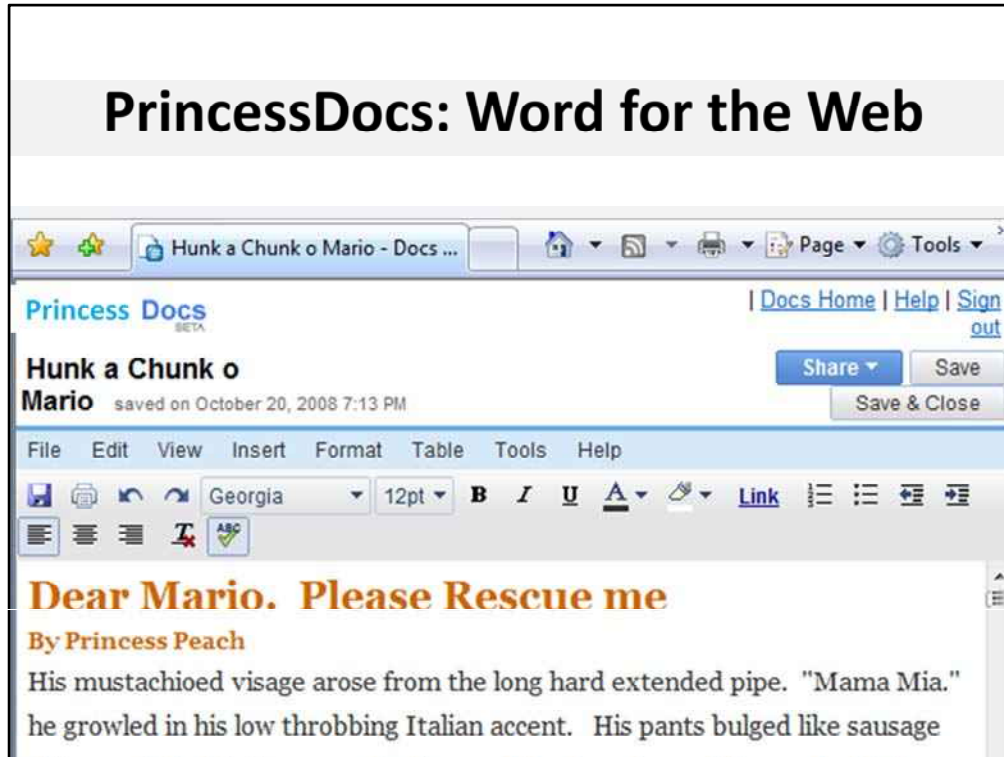 PrincessDocs: Word for the Web
Hunk a Chunk o Mario - Docs ... Page Tools
Princess Docs | Docs Home | Help | Sign
BETA out
Hunk a Chunk o Share Save
Mario saved on October 20, 2008 7:13 PM Save & Close
File Edit View Insert Format Table Tools Help
Georgia 12pt B I U A Link
T ABC
Dear Mario. Please Rescue me
By Princess Peach
His mustachioed visage arose from the long hard extended pipe. "Mama Mia."
he growled in his low throbbing Italian accent. His pants bulged like sausage